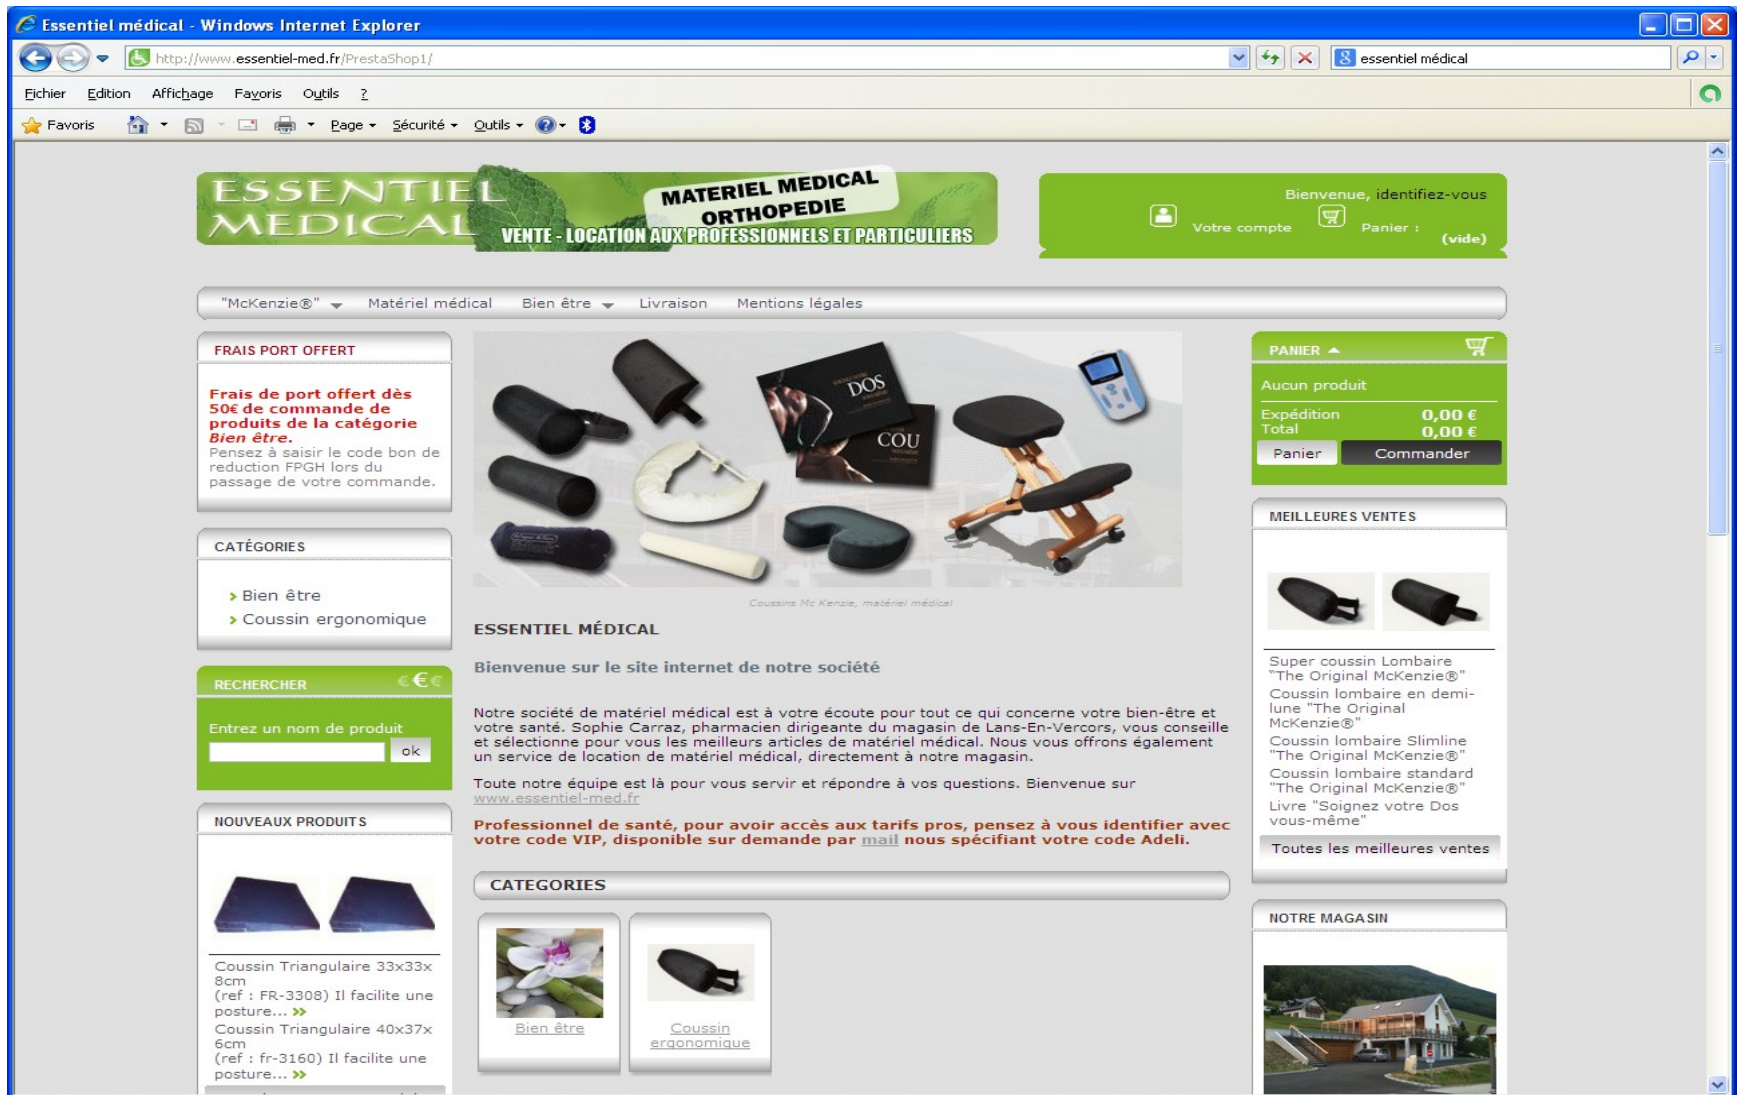 Essentiel médical - Windows Internet Explorer
http://www.essentiel-med.fr/PrestaShop1/
essentiel médical
Fichier Edition Affichage Favoris Outils ?
Favoris Page Sécurité Outils
ESSENTIEL
MEDICAL
MATERIEL MEDICAL
ORTHOPEDIE
VENTE - LOCATION AUX PROFESSIONNELS ET PARTICULIERS
Bienvenue, identifiez-vous
Votre compte Panier :
(vide)
"McKenzie®" Matériel médical Bien être Livraison Mentions légales
FRAIS PORT OFFERT
Frais de port offert dès
50€ de commande de
produits de la catégorie
Bien être.
Pensez à saisir le code bon de
reduction FPGH lors du
passage de votre commande.
CATÉGORIES
Bien être
Coussin ergonomique
RECHERCHER €€€
Entrez un nom de produit
ok
NOUVEAUX PRODUITS
Coussin Triangulaire 33x33x
8cm
(ref : FR-3308) Il facilite une
posture... »
Coussin Triangulaire 40x37x
6cm
(ref : fr-3160) Il facilite une
posture... »
DOS
COU
Coussins Mc Kenzie, matériel médical
ESSENTIEL MÉDICAL
Bienvenue sur le site internet de notre société
Notre société de matériel médical est à votre écoute pour tout ce qui concerne votre bien-être et
votre santé. Sophie Carraz, pharmacien dirigeante du magasin de Lans-En-Vercors, vous conseille
et sélectionne pour vous les meilleurs articles de matériel médical. Nous vous offrons également
un service de location de matériel médical, directement à notre magasin.
Toute notre équipe est là pour vous servir et répondre à vos questions. Bienvenue sur
www.essentiel-med.fr
Professionnel de santé, pour avoir accès aux tarifs pros, pensez à vous identifier avec
votre code VIP, disponible sur demande par mail nous spécifiant votre code Adeli.
CATEGORIES
Bien être
Coussin
ergonomique
PANIER
Aucun produit
Expédition 0,00 €
Total 0,00 €
Panier Commander
MEILLEURES VENTES
Super coussin Lombaire
"The Original McKenzie®"
Coussin lombaire en demi-
lune "The Original
McKenzie®"
Coussin lombaire Slimline
"The Original McKenzie®"
Coussin lombaire standard
"The Original McKenzie®"
Livre "Soignez votre Dos
vous-même"
Toutes les meilleures ventes
NOTRE MAGASIN